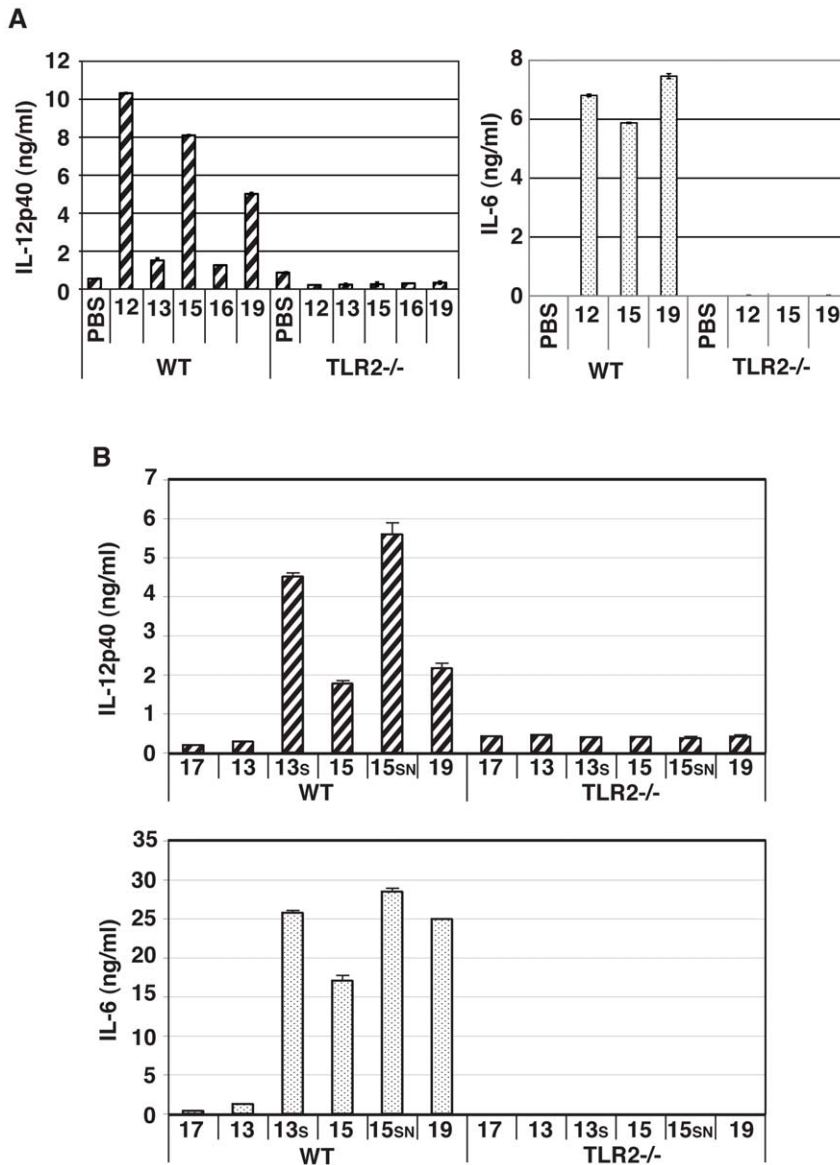 A
IL-12p40 (ng/ml)
12
10
8
6
4
2
0
PBS 12 13 15 16 19 PBS 12 13 15 16 19
WT TLR2-/-
IL-6 (ng/ml)
8
6
4
2
0
PBS 12 15 19 PBS 12 15 19
WT TLR2-/-
B
IL-12p40 (ng/ml)
7
6
5
4
3
2
1
0
17 13 13S 15 15SN 19 17 13 13S 15 15SN 19
WT TLR2-/-
IL-6 (ng/ml)
35
30
25
20
15
10
5
0
17 13 13S 15 15SN 19 17 13 13S 15 15SN 19
WT TLR2-/-